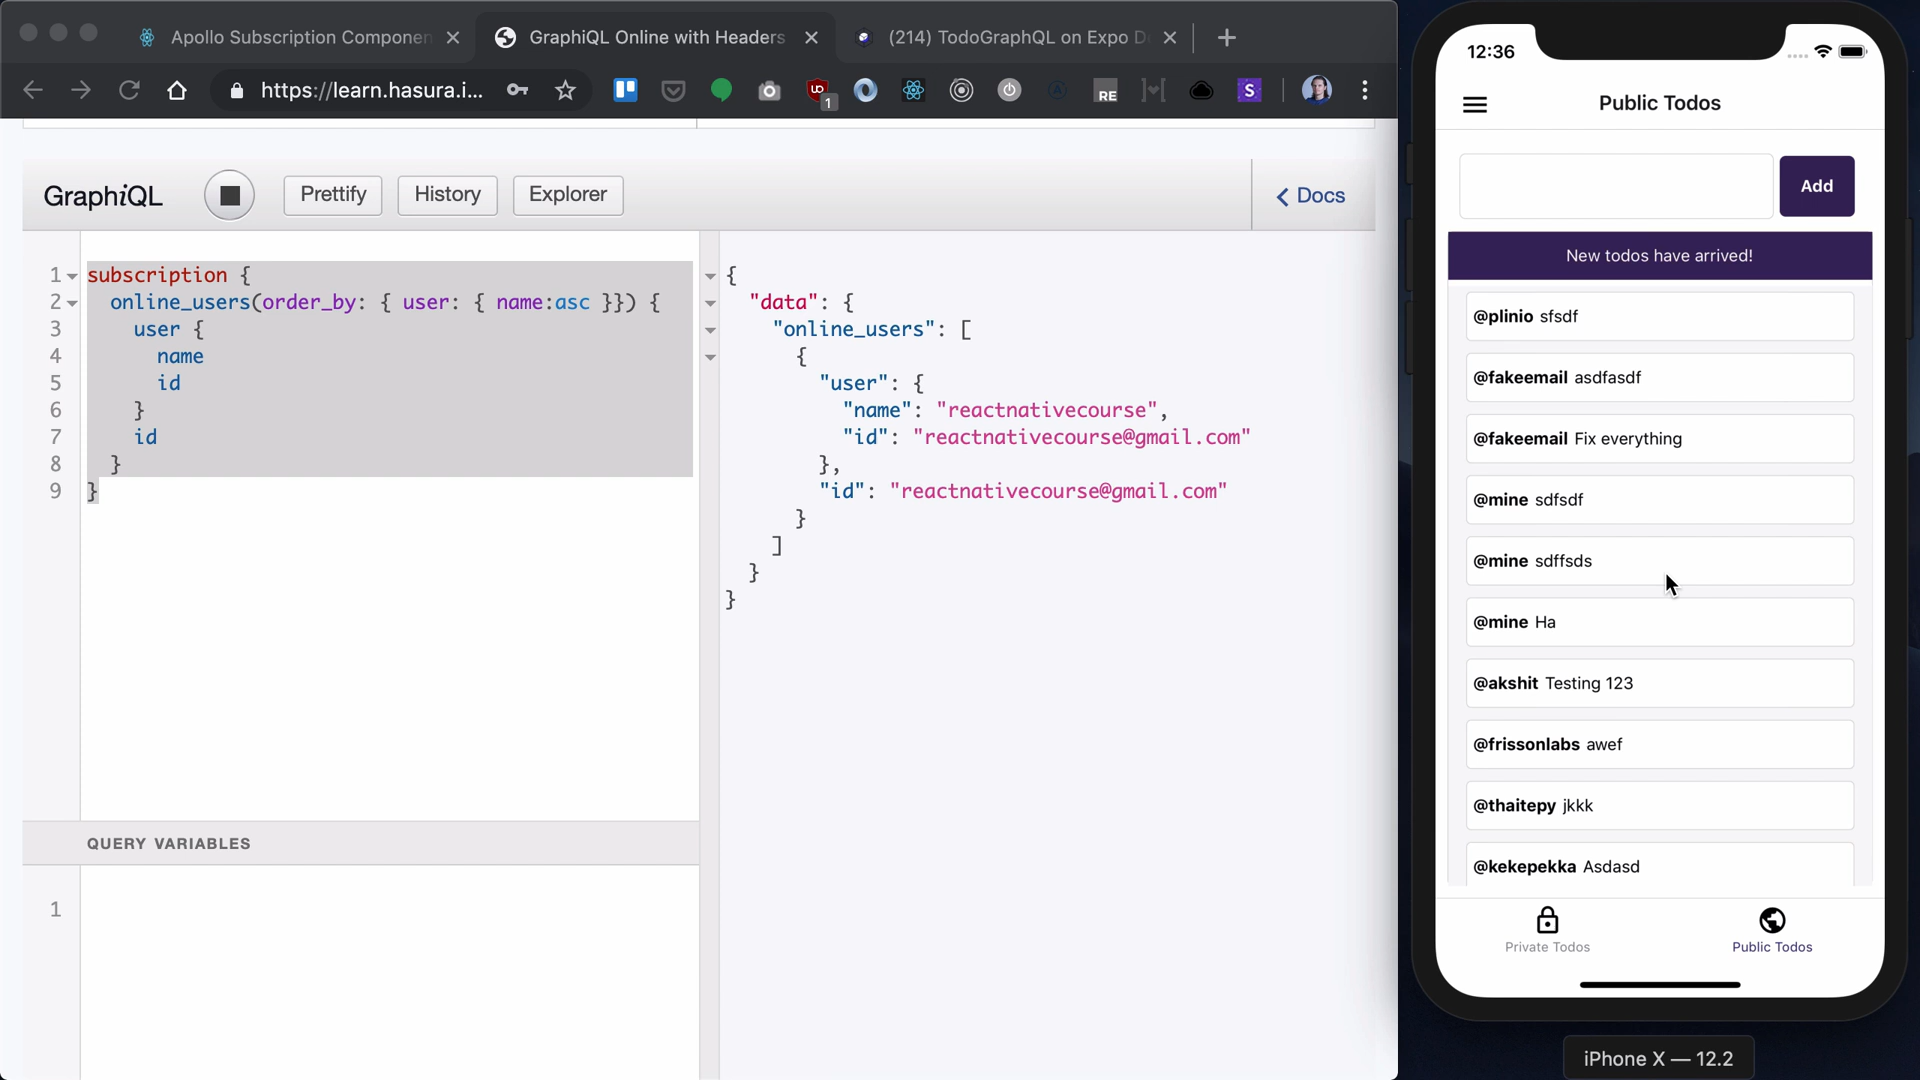 Apollo Subscription Componen
GraphiQL Online with Headers
(214) TodoGraphQL on Expo De
https://learn.hasura.i...
1
RE
S
GraphiQL
Prettify
History
Explorer
Docs
1 subscription {
2 online_users(order_by: { user: { name:asc }}) {
3 user {
4 name
5 id
6 }
7 id
8 }
9 }
{
"data": {
"online_users": [
{
"user": {
"name": "reactnativecourse",
"id": "reactnativecourse@gmail.com"
},
"id": "reactnativecourse@gmail.com"
}
]
}
}
QUERY VARIABLES
1
12:36
Public Todos
Add
New todos have arrived!
@plinio sfsdf
@fakeemail asdfasdf
@fakeemail Fix everything
@mine sdfsdf
@mine sdffsds
@mine Ha
@akshit Testing 123
@frissonlabs awef
@thaitepy jkkk
@kekepekka Asdasd
Private Todos
Public Todos
iPhone X — 12.2